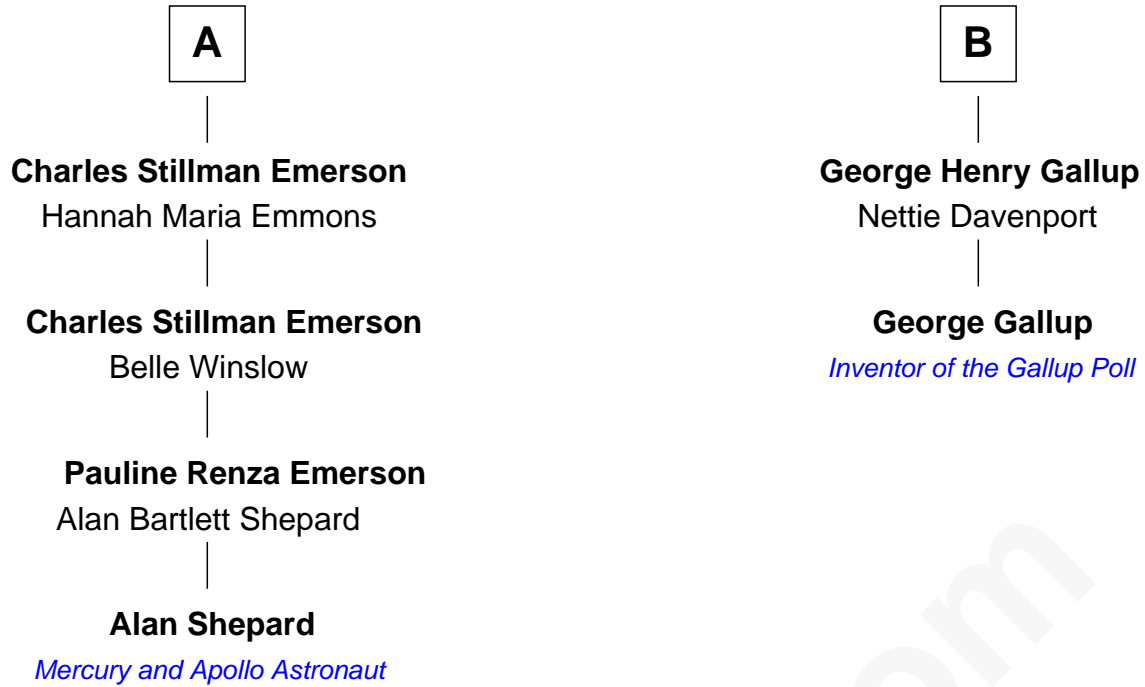 A
Charles Stillman Emerson
Hannah Maria Emmons
Charles Stillman Emerson
Belle Winslow
Pauline Renza Emerson
Alan Bartlett Shepard
Alan Shepard
Mercury and Apollo Astronaut
B
George Henry Gallup
Nettie Davenport
George Gallup
Inventor of the Gallup Poll
om